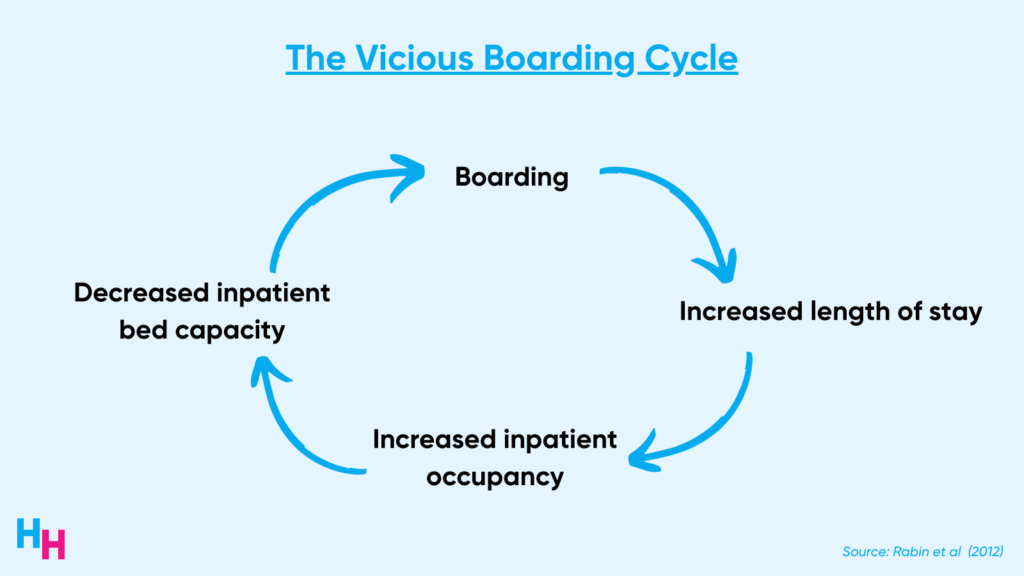 The Vicious Boarding Cycle
Boarding
Decreased inpatient
bed capacity
Increased length of stay
Increased inpatient
occupancy
HH
Source: Rabin et al (2012)